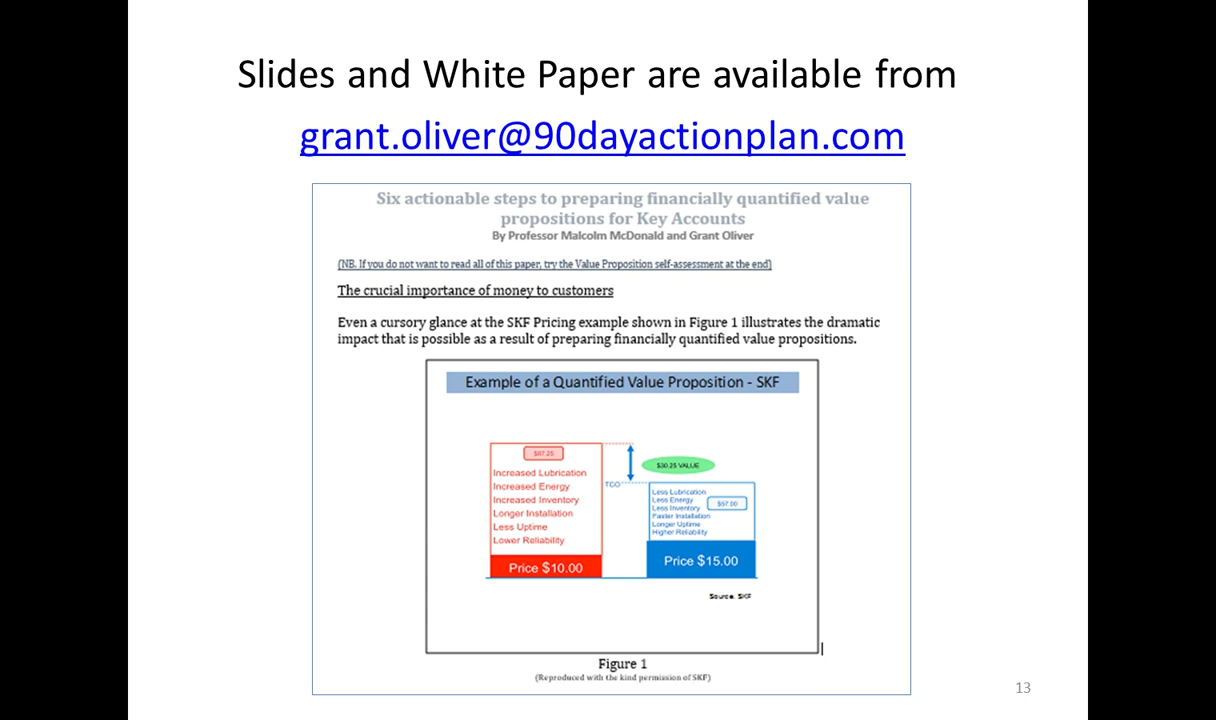 Slides and White Paper are available from
grant.oliver@90dayactionplan.com
Six actionable steps to preparing financially quantified value
propositions for Key Accounts
By Professor Malcolm McDonald and Grant Oliver
(NB. If you do not want to read all of this paper, try the Value Proposition self-assessment at the end)
The crucial importance of money to customers
Even a cursory glance at the SKF Pricing example shown in Figure 1 illustrates the dramatic
impact that is possible as a result of preparing financially quantified value propositions.
Example of a Quantified Value Proposition - SKF
Increased Lubrication
Increased Energy
Increased Inventory
Longer Installation
Less Uptime
Lower Reliability
Price $10.00
TCO
$30.25 VALUE
Less Lubrication
Less Energy
Less Inventory
Faster Installation
Longer Uptime
Higher Reliability
$57.00
Price $15.00
Source: SKF
Figure 1
(Reproduced with the kind permission of SKF)
13